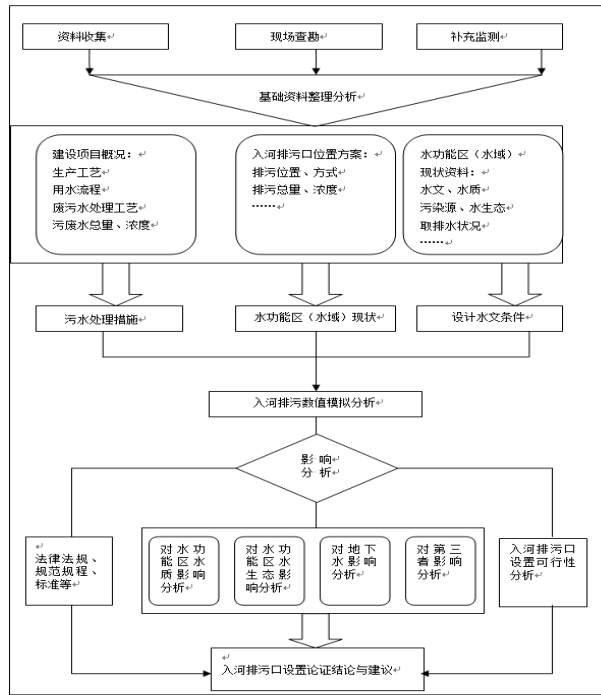 资料收集
现场查勘
补充监测
基础资料整理分析
建设项目概况：
生产工艺
用水流程
废污水处理工艺
污废水总量、浓度
入河排污口位置方案：
排污位置、方式
排污总量、浓度
……
水功能区（水域）
现状资料：
水文、水质
污染源、水生态
取排水状况
……
污水处理措施
水功能区（水域）现状
设计水文条件
入河排污数值模拟分析
影响
分析
法律法规、
规范规程、
标准等
对水功
能区水
质影响
分析
对水功
能区水
生态影
响分析
对地下
水影响
分析
对第三
者影响
分析
入河排污口
设置可行性
分析
入河排污口设置论证结论与建议